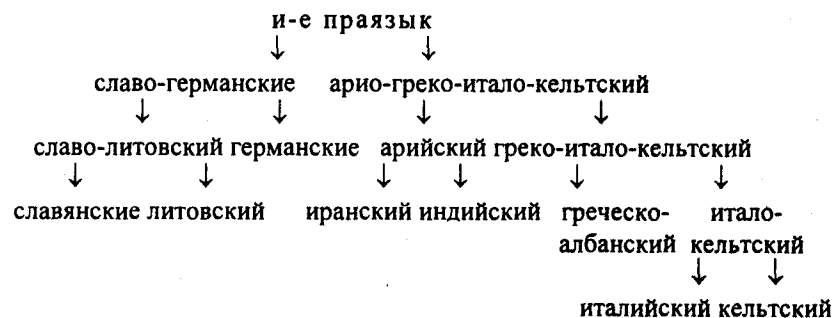 и-е праязык
славо-германские арио-греко-итало-кельтский
славо-литовский германские арийский греко-итало-кельтский
славянские литовский иранский индийский греческо- итало-
албанский кельтский
италийский кельтский